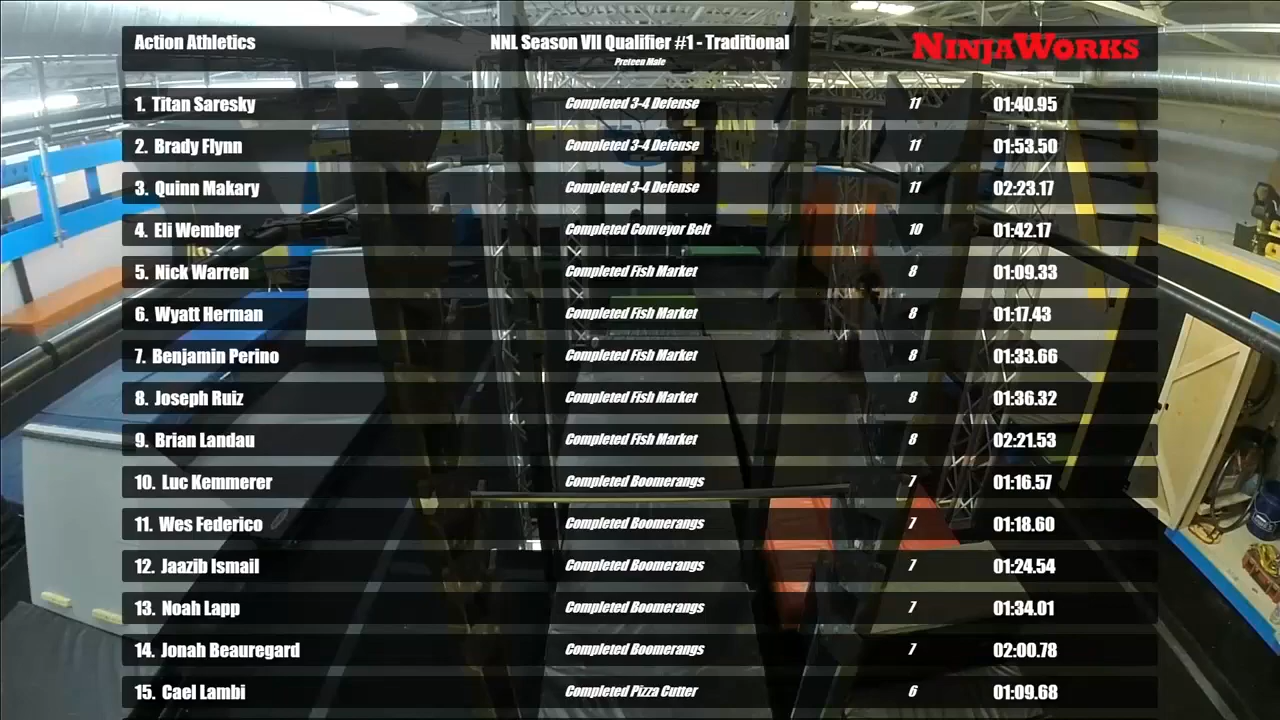 Action Athletics NNL Season VII Qualifier #1 - Traditional NINJAWORKS
Preteen Male
1. Titan Saresky Completed 3-4 Defense 11 01:40.95
2. Brady Flynn Completed 3-4 Defense 11 01:53.50
3. Quinn Makary Completed 3-4 Defense 11 02:23.17
4. Eli Wember Completed Conveyor Belt 10 01:42.17
5. Nick Warren Completed Fish Market 8 01:09.33
6. Wyatt Herman Completed Fish Market 8 01:17.43
7. Benjamin Perino Completed Fish Market 8 01:33.66
8. Joseph Ruiz Completed Fish Market 8 01:36.32
9. Brian Landau Completed Fish Market 8 02:21.53
10. Luc Kemmerer Completed Boomerangs 7 01:16.57
11. Wes Federico Completed Boomerangs 7 01:18.60
12. Jaazib Ismail Completed Boomerangs 7 01:24.54
13. Noah Lapp Completed Boomerangs 7 01:34.01
14. Jonah Beauregard Completed Boomerangs 7 02:00.78
15. Cael Lambi Completed Pizza Cutter 6 01:09.68